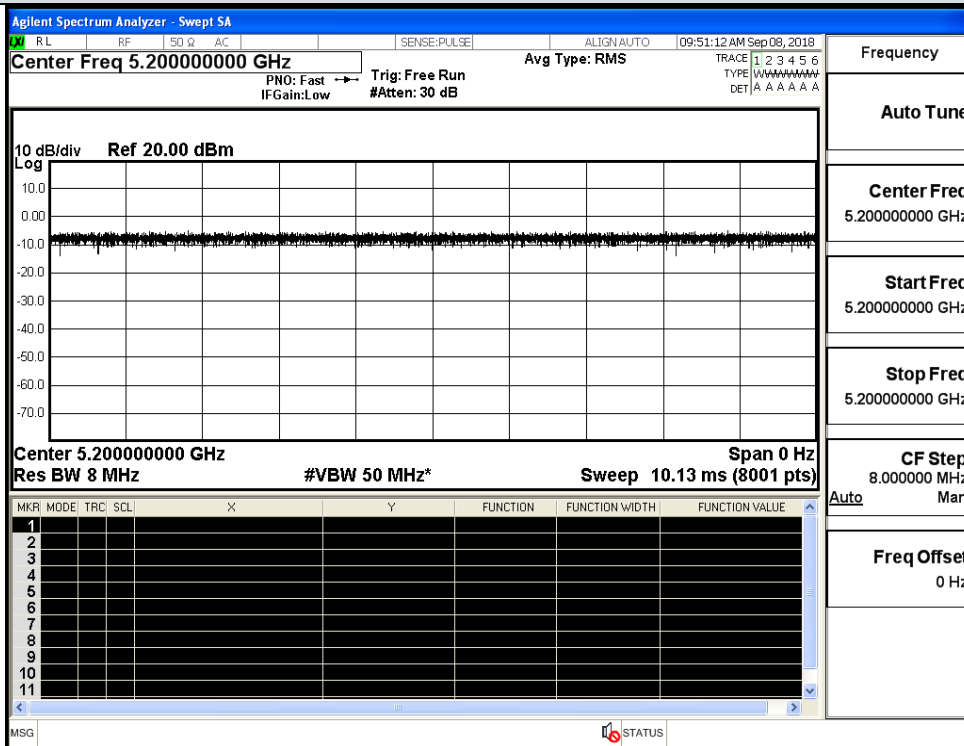 Agilent Spectrum Analyzer - Swept SA
LXI RL RF 50 Ω AC SENSE:PULSE ALIGN AUTO 09:51:12 AM Sep 08, 2018
Center Freq 5.200000000 GHz Avg Type: RMS TRACE 1 2 3 4 5 6
PNO: Fast Trig: Free Run TYPE WWWWWW
IFGain:Low #Atten: 30 dB DET A A A A A A
10 dB/div Ref 20.00 dBm
Log
10.0
0.00
-10.0
-20.0
-30.0
-40.0
-50.0
-60.0
-70.0
Center 5.200000000 GHz Span 0 Hz
Res BW 8 MHz #VBW 50 MHz* Sweep 10.13 ms (8001 pts)
MKR MODE TRC SCL X Y FUNCTION FUNCTION WIDTH FUNCTION VALUE
1
2
3
4
5
6
7
8
9
10
11
MSG STATUS
Frequency
Auto Tune
Center Freq
5.200000000 GHz
Start Freq
5.200000000 GHz
Stop Freq
5.200000000 GHz
CF Step
8.000000 MHz
Auto Man
Freq Offset
0 Hz